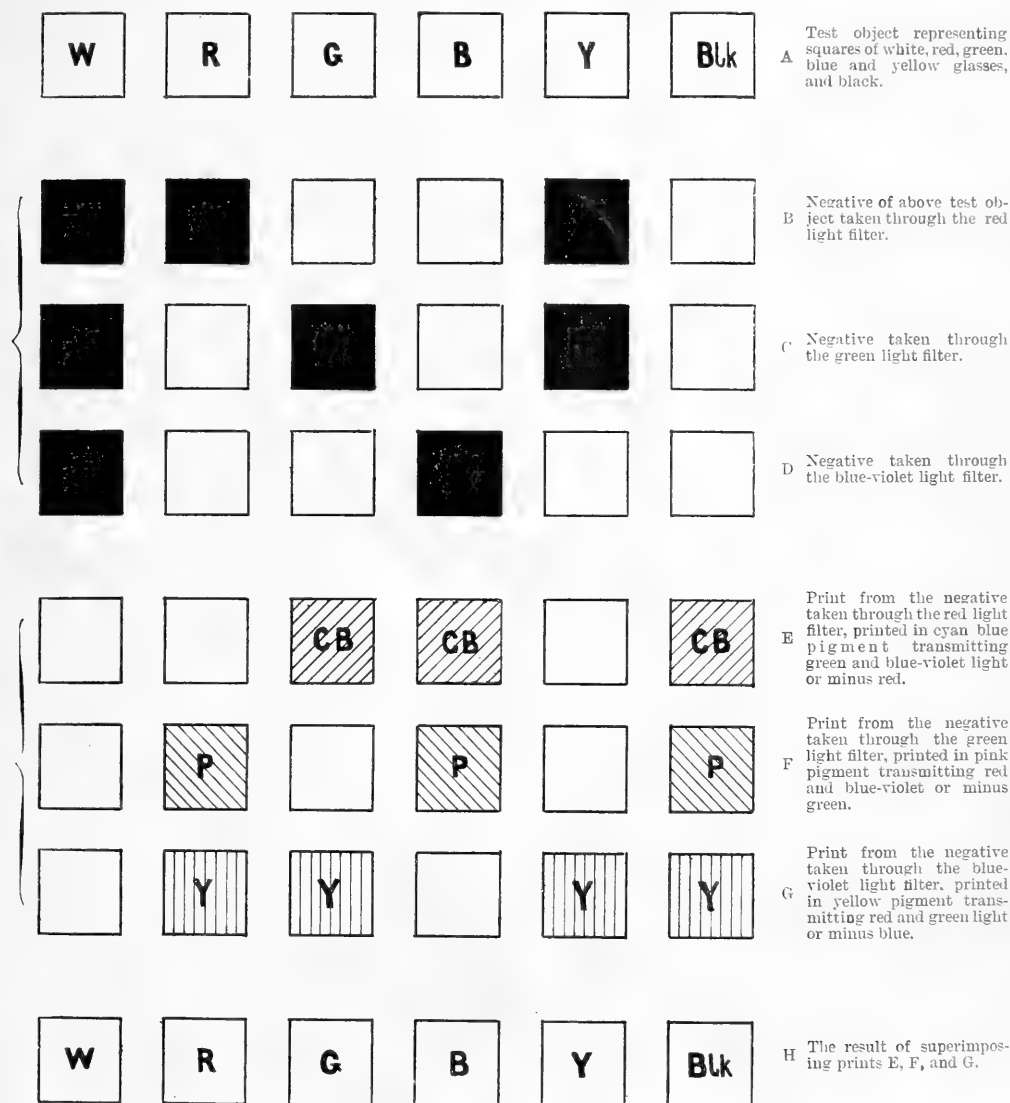 W R G B Y Blk
A
Test object representing
squares of white, red, green,
blue and yellow glasses,
and black.
B
Negative of above test ob-
ject taken through the red
light filter.
C
Negative taken through
the green light filter.
D
Negative taken through
the blue-violet light filter.
CB CB CB
E
Print from the negative
taken through the red light
filter, printed in cyan blue
pigment transmitting
green and blue-violet light
or minus red.
P P P
F
Print from the negative
taken through the green
light filter, printed in pink
pigment transmitting red
and blue-violet or minus
green.
Y Y Y Y
G
Print from the negative
taken through the blue-
violet light filter, printed
in yellow pigment trans-
mitting red and green light
or minus blue.
W R G B Y Blk
H
The result of superimpos-
ing prints E, F, and G.